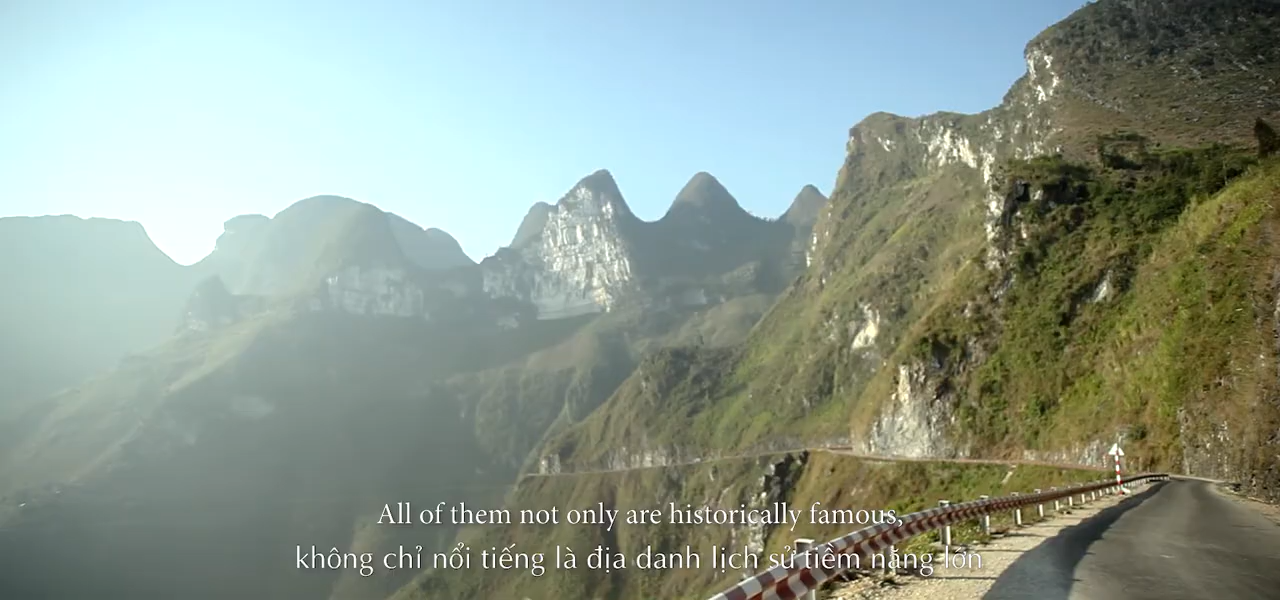 All of them not only are historically famous,
không chỉ nổi tiếng là địa danh lịch sử tiềm năng lớn